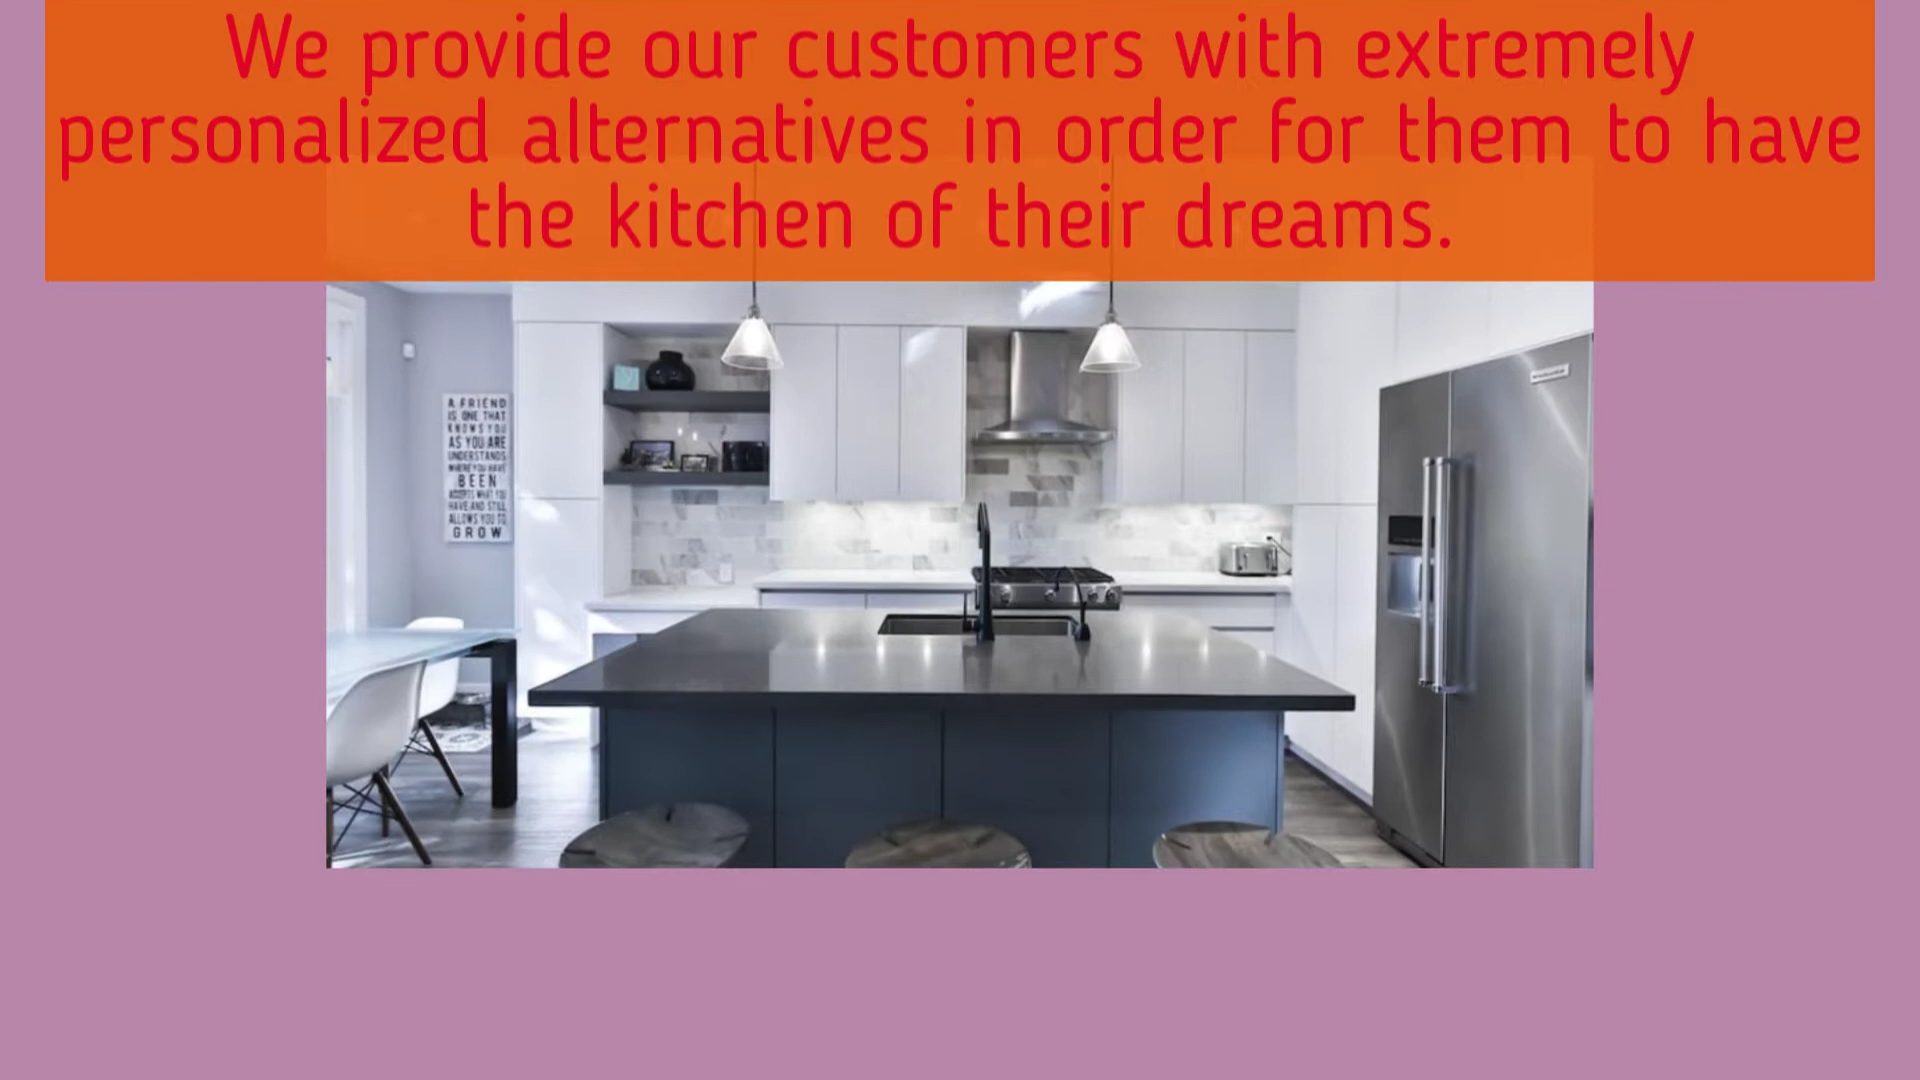 We provide our customers with extremely
personalized alternatives in order for them to have
the kitchen of their dreams.
A FRIEND
IS ONE THAT
KNOWS YOU
AS YOU ARE
UNDERSTANDS
WHERE YOU HAVE
BEEN
ACCEPTS WHAT YOU
HAVE AND STILL
ALLOWS YOU TO
GROW